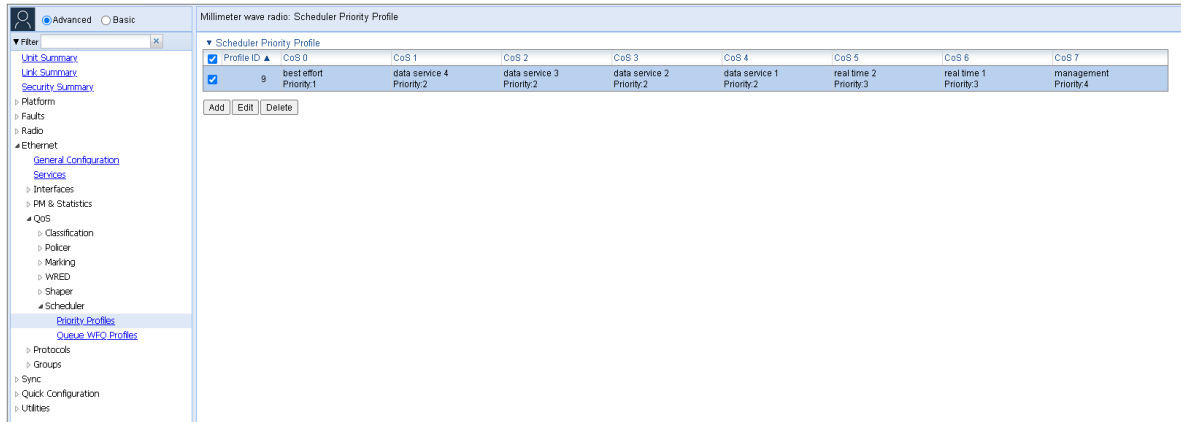 Advanced Basic
Millimeter wave radio: Scheduler Priority Profile
▼ Filter ×
Unit Summary
Link Summary
Security Summary
Platform
Faults
Radio
Ethernet
General Configuration
Services
Interfaces
PM & Statistics
QoS
Classification
Policer
Marking
WRED
Shaper
Scheduler
Priority Profiles
Queue WFQ Profiles
Protocols
Groups
Sync
Quick Configuration
Utilities
▼ Scheduler Priority Profile
Profile ID ▲ CoS 0 CoS 1 CoS 2 CoS 3 CoS 4 CoS 5 CoS 6 CoS 7
9 best effort data service 4 data service 3 data service 2 data service 1 real time 2 real time 1 management
Priority:1 Priority:2 Priority:2 Priority:2 Priority:2 Priority:3 Priority:3 Priority:4
Add Edit Delete